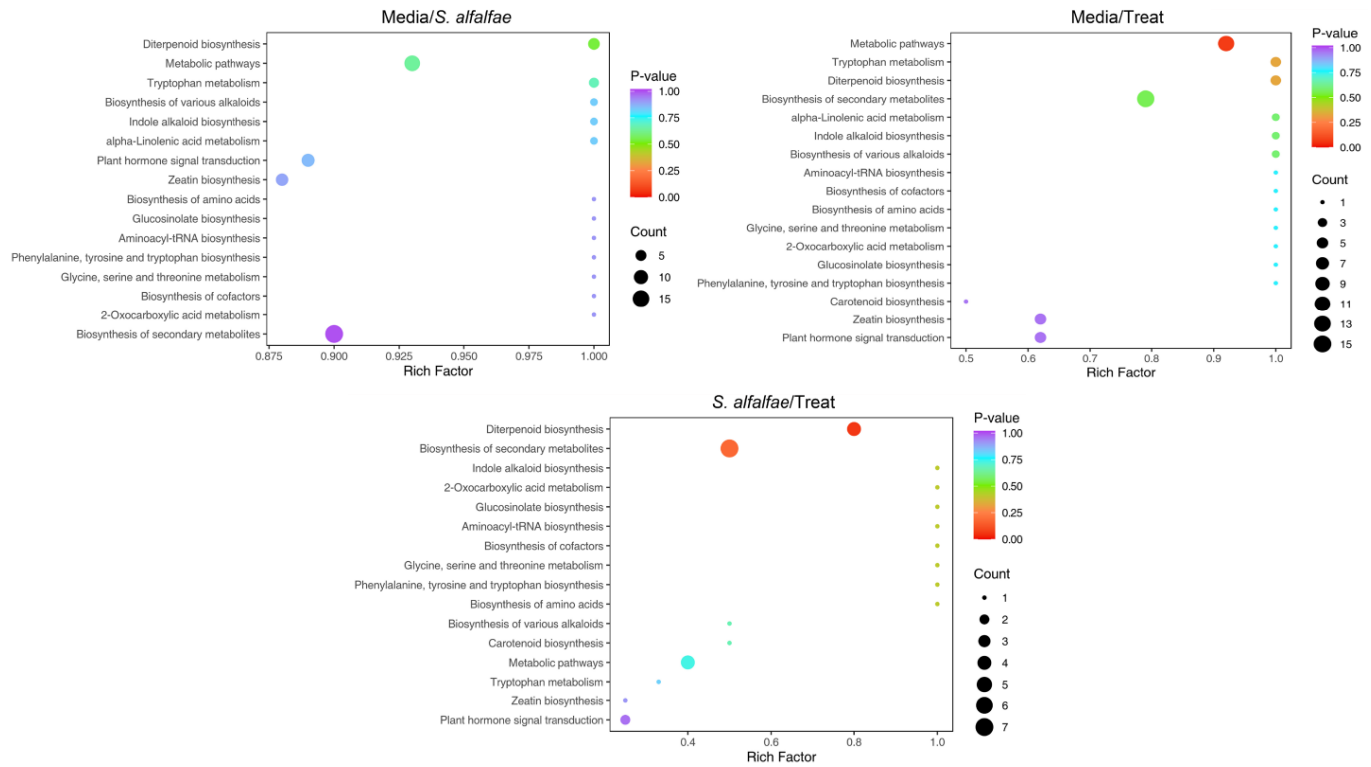 Media/S. alfalfae
Diterpenoid biosynthesis
Metabolic pathways
Tryptophan metabolism
Biosynthesis of various alkaloids
Indole alkaloid biosynthesis
alpha-Linolenic acid metabolism
Plant hormone signal transduction
Zeatin biosynthesis
Biosynthesis of amino acids
Glucosinolate biosynthesis
Aminoacyl-tRNA biosynthesis
Phenylalanine, tyrosine and tryptophan biosynthesis
Glycine, serine and threonine metabolism
Biosynthesis of cofactors
2-Oxocarboxylic acid metabolism
Biosynthesis of secondary metabolites
0.875 0.900 0.925 0.950 0.975 1.000
Rich Factor
P-value
1.00
0.75
0.50
0.25
0.00
Count
5
10
15
Media/Treat
Metabolic pathways
Tryptophan metabolism
Diterpenoid biosynthesis
Biosynthesis of secondary metabolites
alpha-Linolenic acid metabolism
Indole alkaloid biosynthesis
Biosynthesis of various alkaloids
Aminoacyl-tRNA biosynthesis
Biosynthesis of cofactors
Biosynthesis of amino acids
Glycine, serine and threonine metabolism
2-Oxocarboxylic acid metabolism
Glucosinolate biosynthesis
Phenylalanine, tyrosine and tryptophan biosynthesis
Carotenoid biosynthesis
Zeatin biosynthesis
Plant hormone signal transduction
0.5 0.6 0.7 0.8 0.9 1.0
Rich Factor
P-value
1.00
0.75
0.50
0.25
0.00
Count
1
3
5
7
9
11
13
15
S. alfalfae/Treat
Diterpenoid biosynthesis
Biosynthesis of secondary metabolites
Indole alkaloid biosynthesis
2-Oxocarboxylic acid metabolism
Glucosinolate biosynthesis
Aminoacyl-tRNA biosynthesis
Biosynthesis of cofactors
Glycine, serine and threonine metabolism
Phenylalanine, tyrosine and tryptophan biosynthesis
Biosynthesis of amino acids
Biosynthesis of various alkaloids
Carotenoid biosynthesis
Metabolic pathways
Tryptophan metabolism
Zeatin biosynthesis
Plant hormone signal transduction
0.4 0.6 0.8 1.0
Rich Factor
P-value
1.00
0.75
0.50
0.25
0.00
Count
1
2
3
4
5
6
7